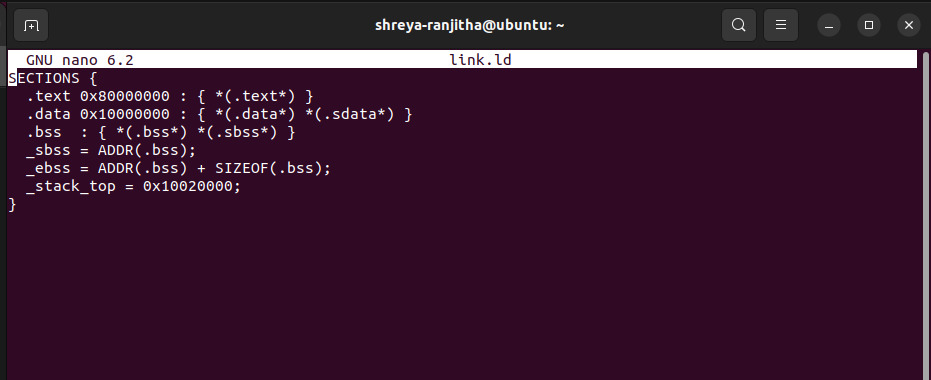 shreya-ranjitha@ubuntu: ~
GNU nano 6.2 link.ld
SECTIONS {
  .text 0x80000000 : { *(.text*) }
  .data 0x10000000 : { *(.data*) *(.sdata*) }
  .bss  : { *(.bss*) *(.sbss*) }
  _sbss = ADDR(.bss);
  _ebss = ADDR(.bss) + SIZEOF(.bss);
  _stack_top = 0x10020000;
}